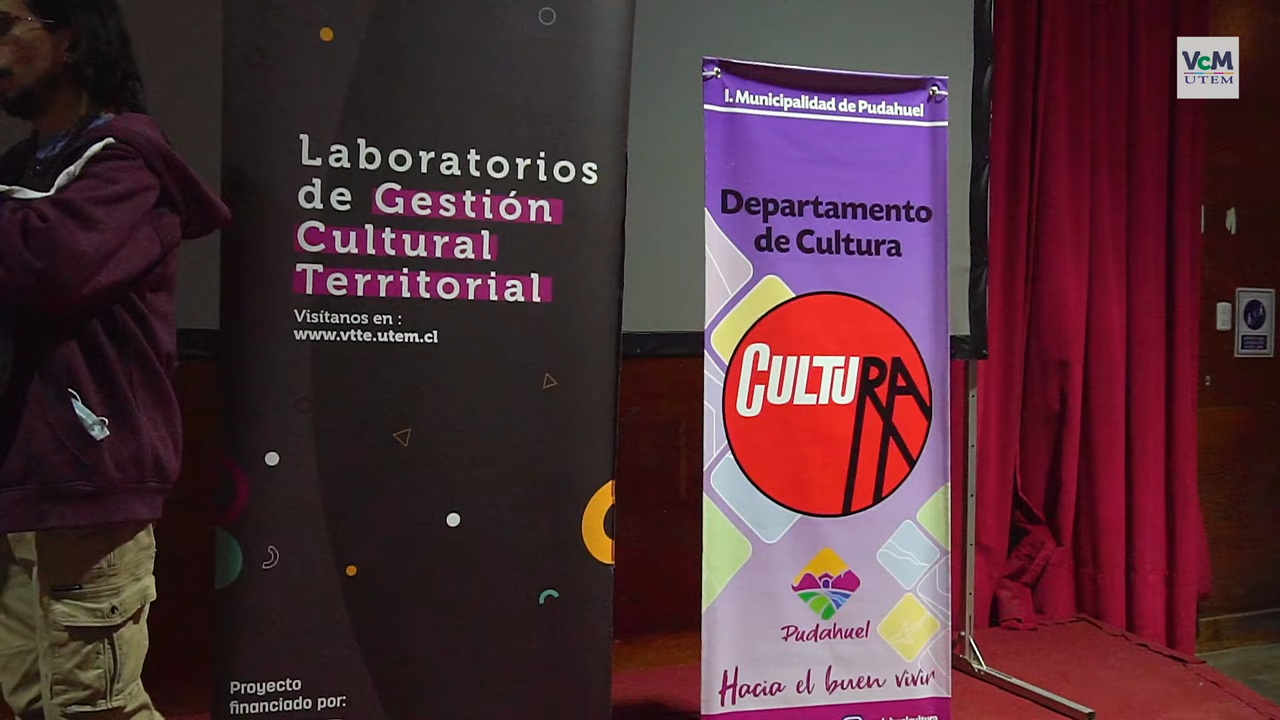 Laboratorios
de Gestión
Cultural
Territorial
Visítanos en :
www.vtte.utem.cl
Proyecto
financiado por:
I. Municipalidad de Pudahuel
Departamento
de Cultura
CULTURA
Pudahuel
Hacia el buen vivir
VcM
UTEM